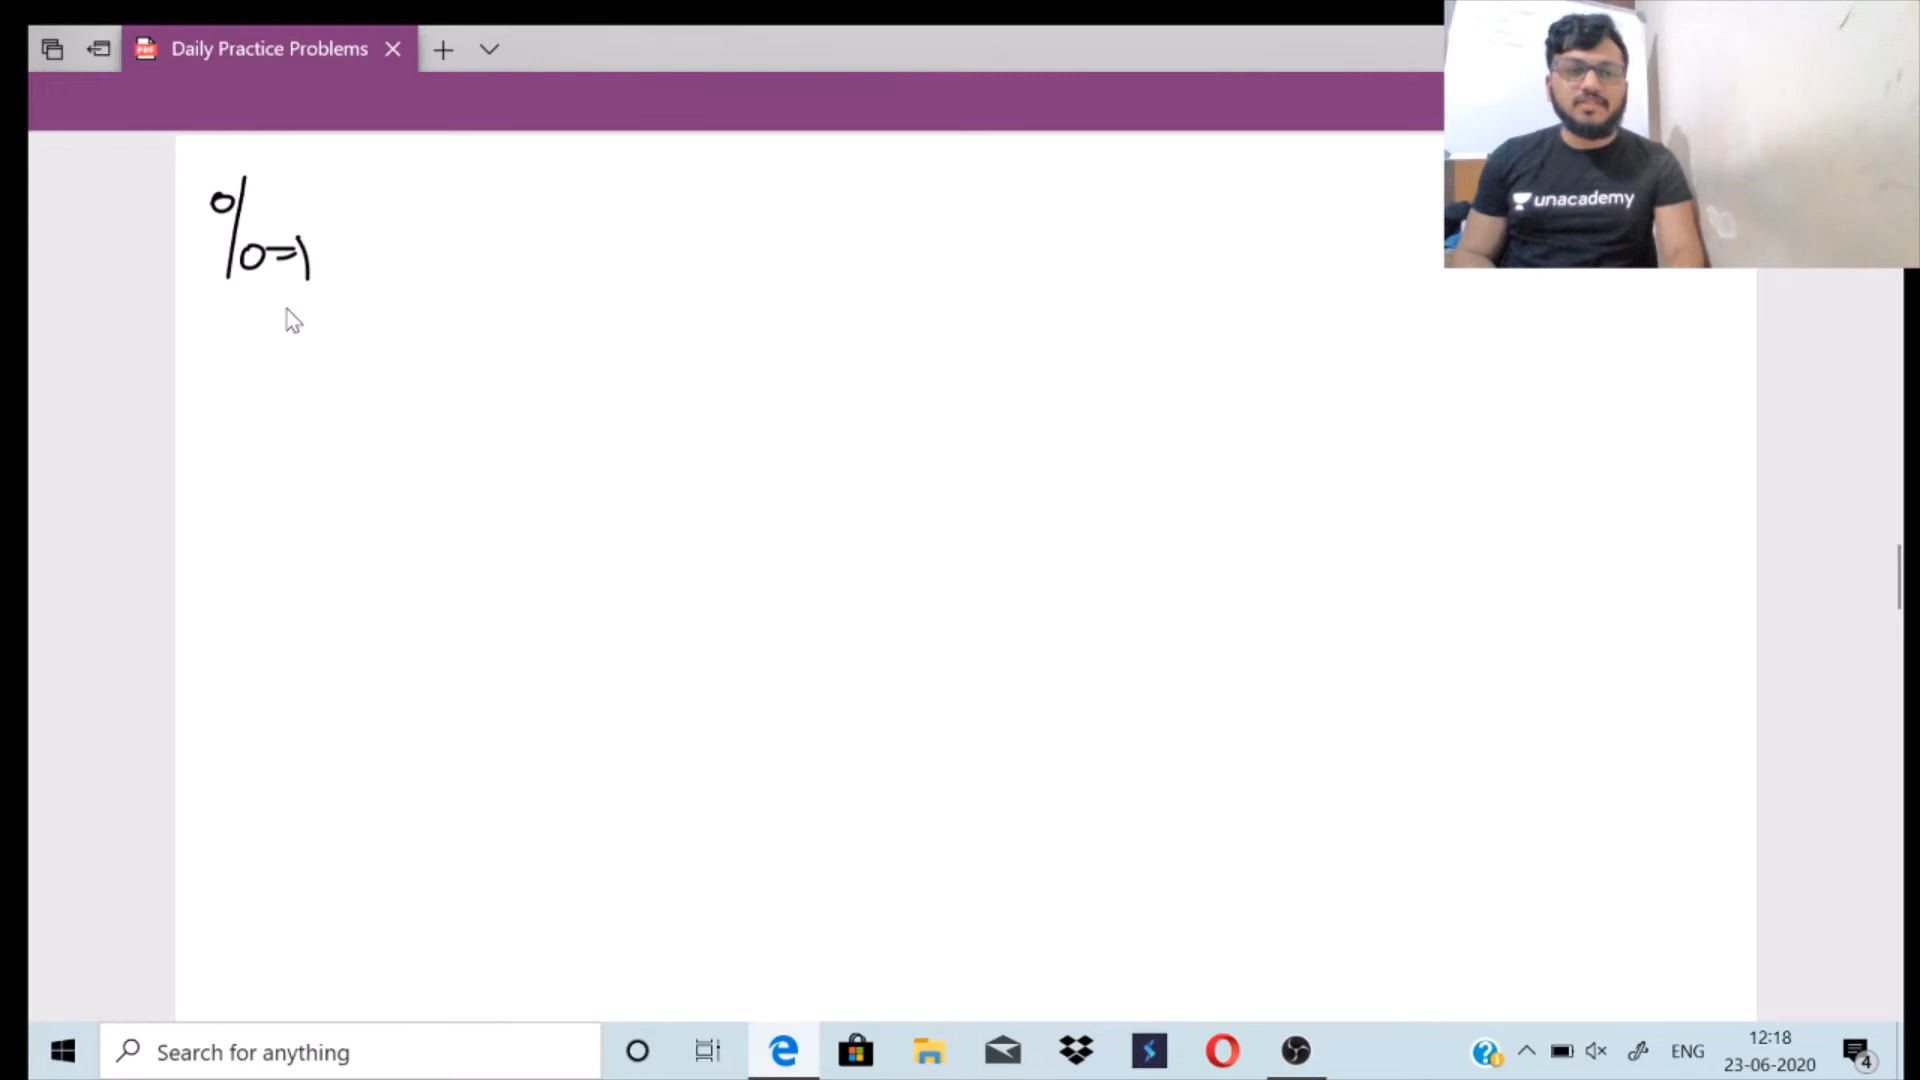 Daily Practice Problems
unacademy
0/0=1
Search for anything
ENG
12:18
23-06-2020
4